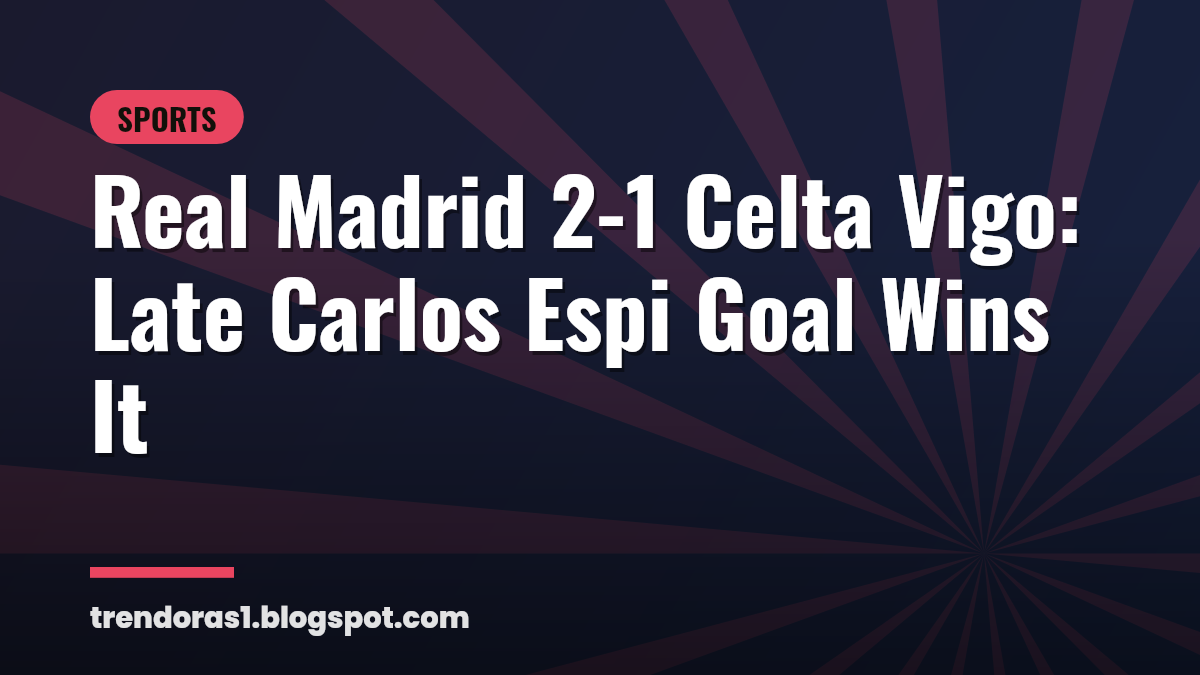 SPORTS
Real Madrid 2-1 Celta Vigo:
Late Carlos Espi Goal Wins
It
trendoras1.blogspot.com